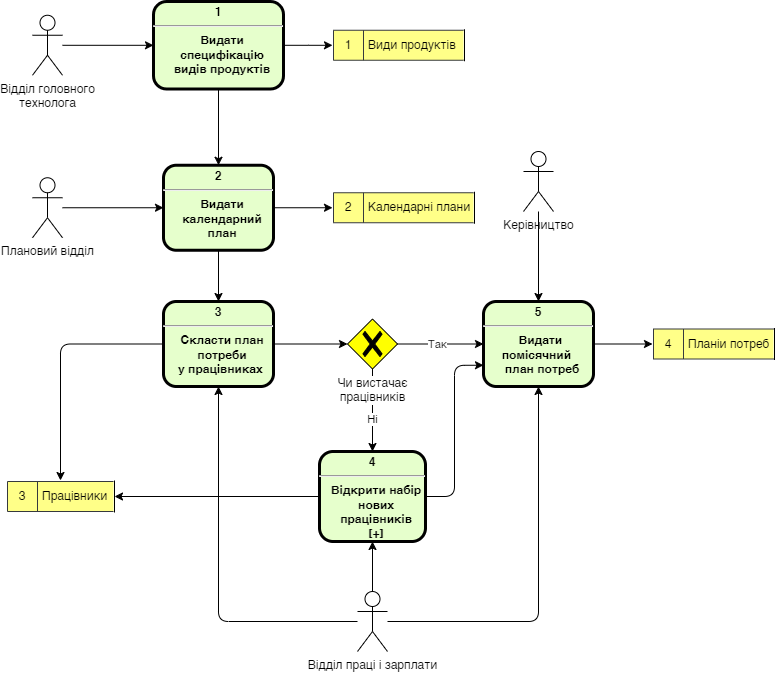 1
Видати
специфікацію
видів продуктів
1
Види продуктів
Відділ головного
технолога
2
Видати
календарний
план
2
Календарні плани
Плановий відділ
Керівництво
3
Скласти план
потреби
у працівниках
Так
Чи вистачає
працівників
Ні
5
Видати
помісячний
план потреб
4
Планіи потреб
4
Відкрити набір
нових
працівників
[+]
3
Працівники
Відділ праці і зарплати